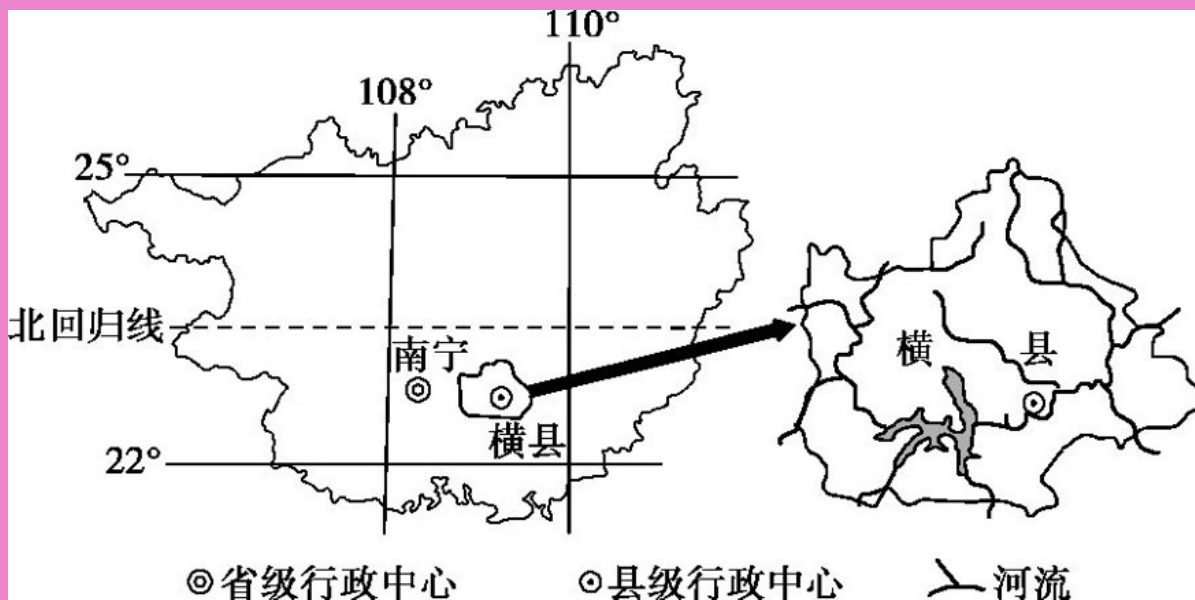 110°
108°
25°
北回归线
南宁
横县
22°
横 县
省级行政中心 县级行政中心 河流